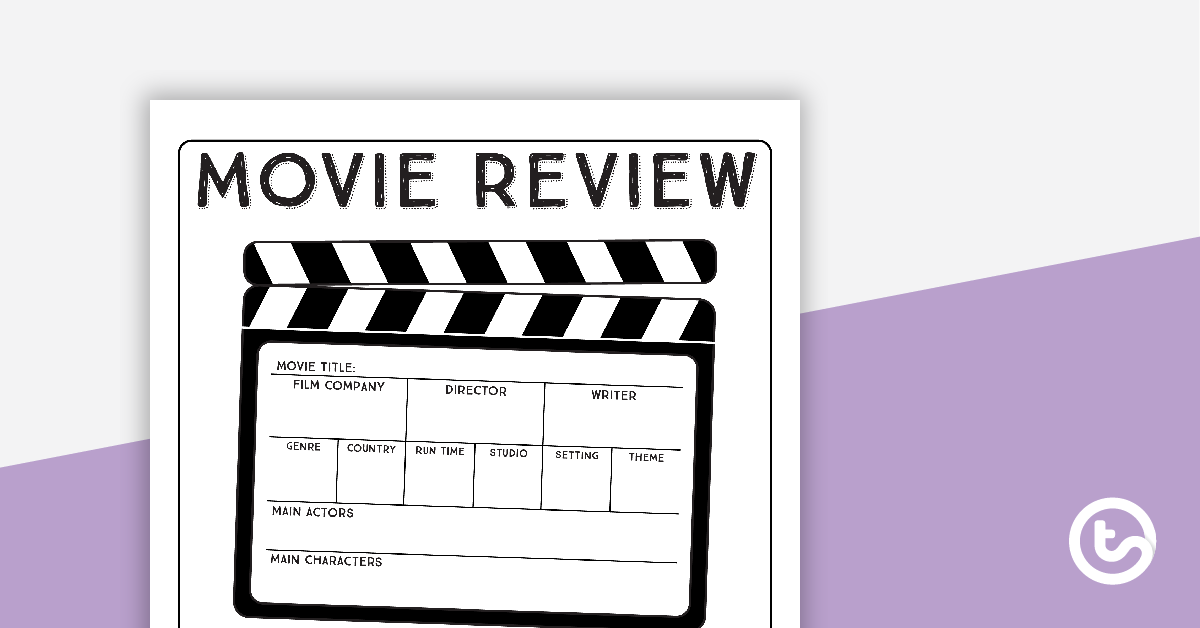 MOVIE REVIEW
MOVIE TITLE:
FILM COMPANY DIRECTOR WRITER
GENRE COUNTRY RUN TIME STUDIO SETTING THEME
MAIN ACTORS
MAIN CHARACTERS